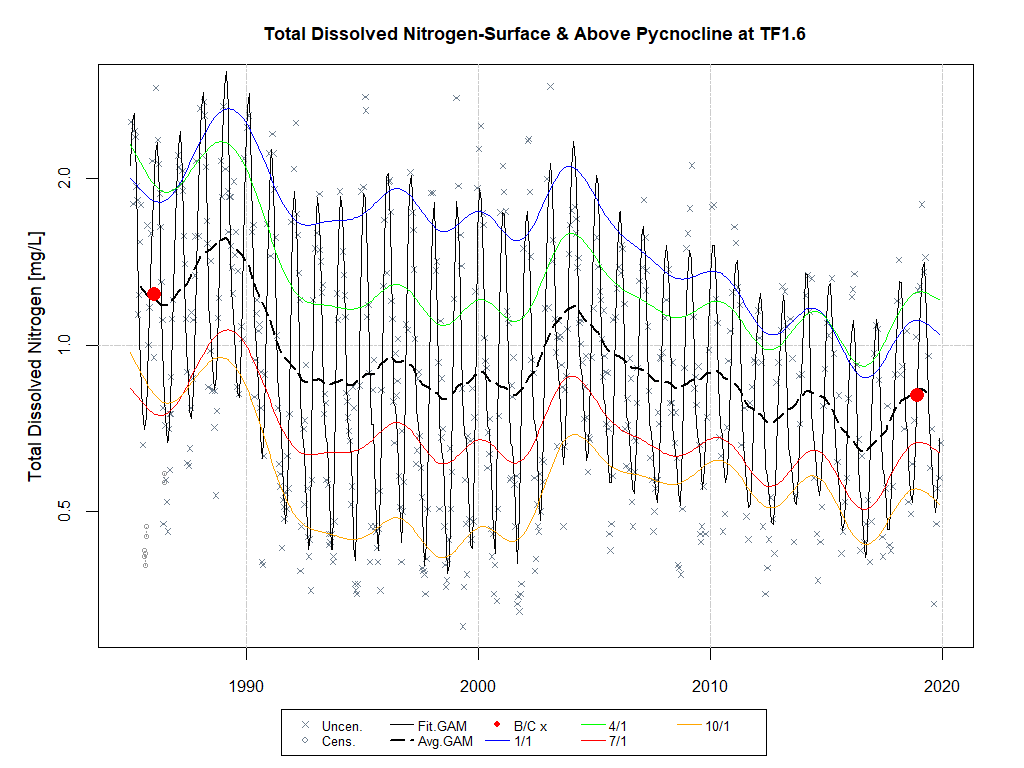 Total Dissolved Nitrogen-Surface & Above Pycnocline at TF1.6
Total Dissolved Nitrogen [mg/L]
2.0
1.0
0.5
1990 2000 2010 2020
Uncen. Fit.GAM B/C x 4/1 10/1
Cens. Avg.GAM 1/1 7/1